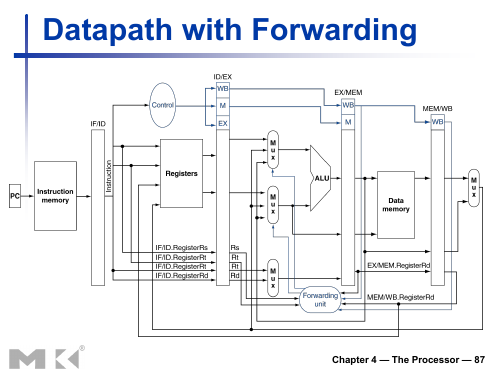 Datapath with Forwarding
ID/EX
WB
EX/MEM
Control
M
WB
MEM/WB
IF/ID
EX
M
WB
M
u
x
Instruction
Registers
ALU
PC
Instruction
memory
M
u
x
Data
memory
M
u
x
IF/ID.RegisterRs
Rs
IF/ID.RegisterRt
Rt
IF/ID.RegisterRt
Rt
IF/ID.RegisterRd
Rd
M
u
x
EX/MEM.RegisterRd
Forwarding
unit
MEM/WB.RegisterRd
MK®
Chapter 4 — The Processor — 87